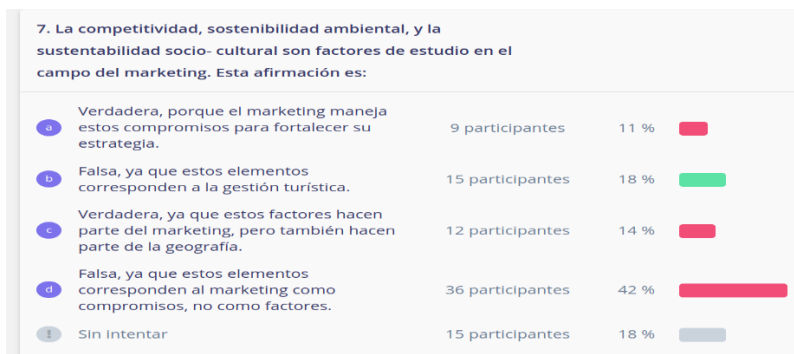 7. La competitividad, sostenibilidad ambiental, y la
sustentabilidad socio- cultural son factores de estudio en el
campo del marketing. Esta afirmación es:
a Verdadera, porque el marketing maneja
estos compromisos para fortalecer su
estrategia.
9 participantes 11 %
b Falsa, ya que estos elementos
corresponden a la gestión turística.
15 participantes 18 %
c Verdadera, ya que estos factores hacen
parte del marketing, pero también hacen
parte de la geografía.
12 participantes 14 %
d Falsa, ya que estos elementos
corresponden al marketing como
compromisos, no como factores.
36 participantes 42 %
! Sin intentar 15 participantes 18 %